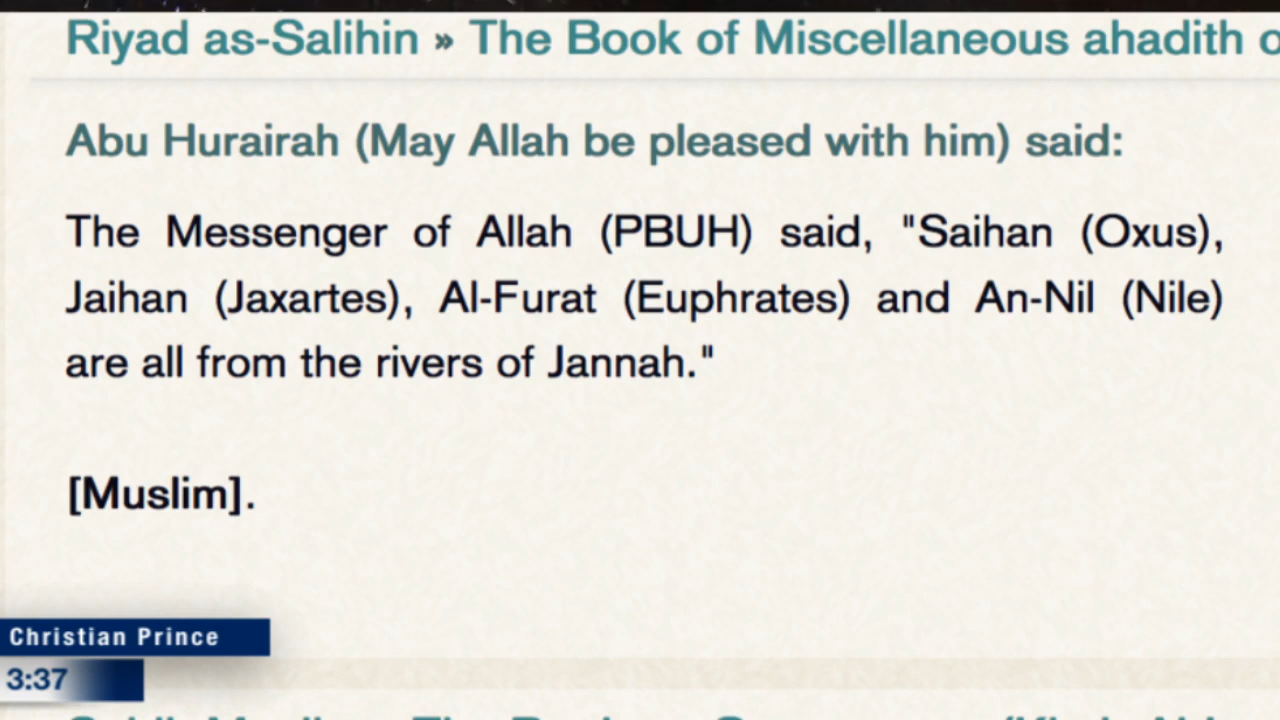 Riyad as-Salihin » The Book of Miscellaneous ahadith
Abu Hurairah (May Allah be pleased with him) said:
The Messenger of Allah (PBUH) said, "Saihan (Oxus),
Jaihan (Jaxartes), Al-Furat (Euphrates) and An-Nil (Nile)
are all from the rivers of Jannah."
[Muslim].
Christian Prince
3:37